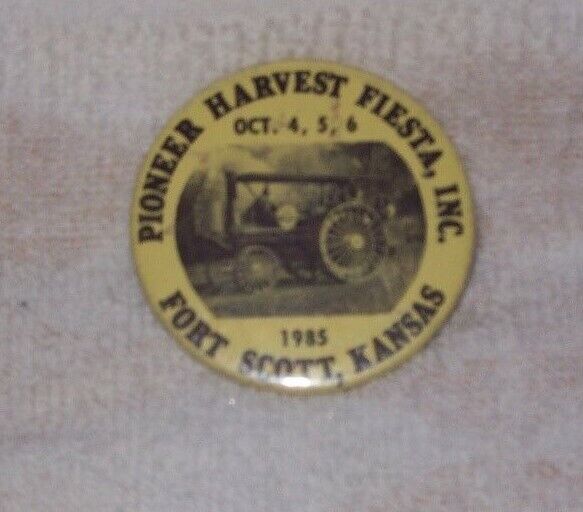 PIONEER HARVEST FIESTA, INC.
OCT. 4, 5, 6
1985
FORT SCOTT, KANSAS